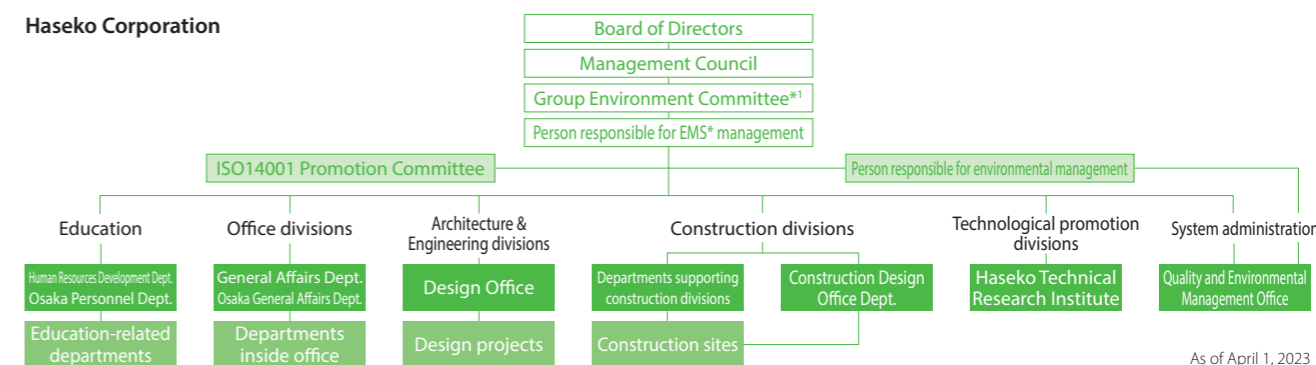 Haseko Corporation
Board of Directors
Management Council
Group Environment Committee*1
Person responsible for EMS* management
ISO14001 Promotion Committee
Person responsible for environmental management
Education
Office divisions
Architecture &
Engineering divisions
Construction divisions
Technological promotion
divisions
System administration
Human Resources Development Dept.
Osaka Personnel Dept.
General Affairs Dept.
Osaka General Affairs Dept.
Design Office
Departments supporting
construction divisions
Construction Design
Office Dept.
Haseko Technical
Research Institute
Quality and Environmental
Management Office
Education-related
departments
Departments
inside office
Design projects
Construction sites
As of April 1, 2023